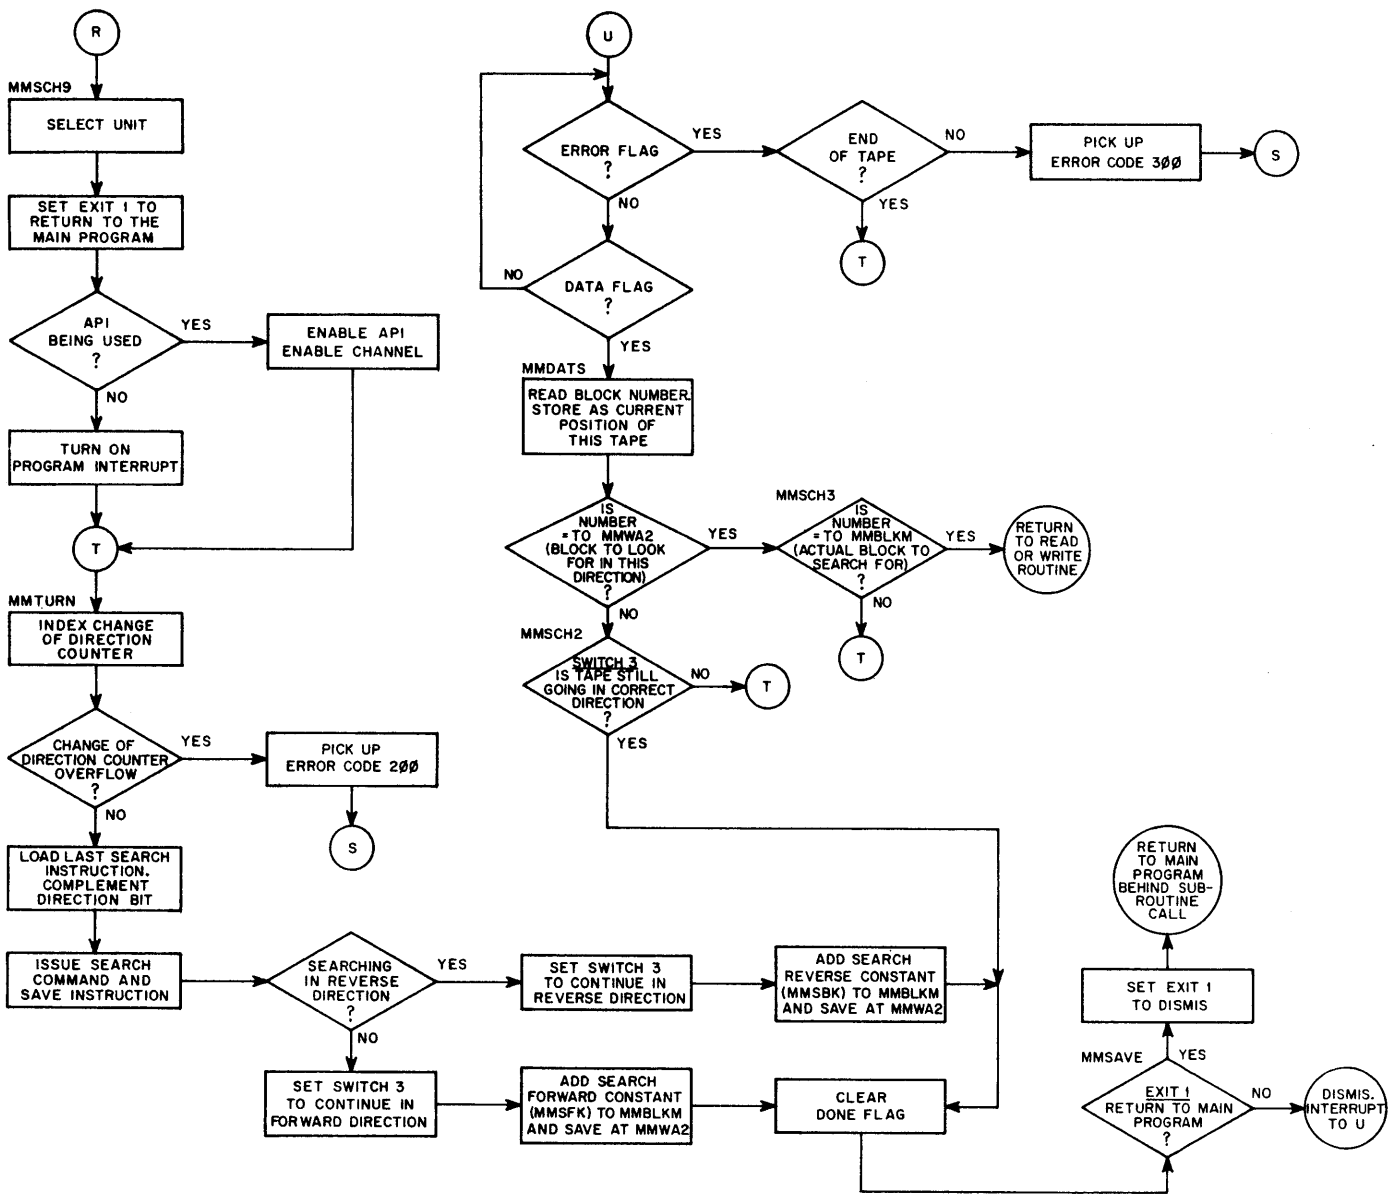 R
MMSCH9
SELECT UNIT
SET EXIT 1 TO
RETURN TO THE
MAIN PROGRAM
API
BEING USED
?
YES
NO
ENABLE API
ENABLE CHANNEL
TURN ON
PROGRAM INTERRUPT
T
MMTURN
INDEX CHANGE
OF DIRECTION
COUNTER
CHANGE OF
DIRECTION COUNTER
OVERFLOW
?
YES
NO
PICK UP
ERROR CODE 2ØØ
S
LOAD LAST SEARCH
INSTRUCTION.
COMPLEMENT
DIRECTION BIT
ISSUE SEARCH
COMMAND AND
SAVE INSTRUCTION
SEARCHING
IN REVERSE
DIRECTION
?
YES
NO
SET SWITCH 3
TO CONTINUE IN
REVERSE DIRECTION
ADD SEARCH
REVERSE CONSTANT
(MMSBK) TO MMBLKM
AND SAVE AT MMWA2
SET SWITCH 3
TO CONTINUE IN
FORWARD DIRECTION
ADD SEARCH
FORWARD CONSTANT
(MMSFK) TO MMBLKM
AND SAVE AT MMWA2
CLEAR
DONE FLAG
U
ERROR FLAG
?
YES
NO
END
OF TAPE
?
NO
YES
PICK UP
ERROR CODE 3ØØ
S
T
DATA FLAG
?
NO
YES
MMDATS
READ BLOCK NUMBER.
STORE AS CURRENT
POSITION OF
THIS TAPE
IS
NUMBER
= TO MMWA2
(BLOCK TO LOOK
FOR IN THIS
DIRECTION)
?
YES
NO
MMSCH3
IS
NUMBER
= TO MMBLKM
(ACTUAL BLOCK TO
SEARCH FOR)
?
YES
NO
RETURN
TO READ
OR WRITE
ROUTINE
T
MMSCH2
SWITCH 3
IS TAPE STILL
GOING IN CORRECT
DIRECTION
?
NO
YES
T
RETURN
TO MAIN
PROGRAM
BEHIND SUB-
ROUTINE
CALL
SET EXIT 1
TO DISMIS
MMSAVE
YES
EXIT 1
RETURN TO MAIN
PROGRAM
?
NO
DISMIS.
INTERRUPT
TO U